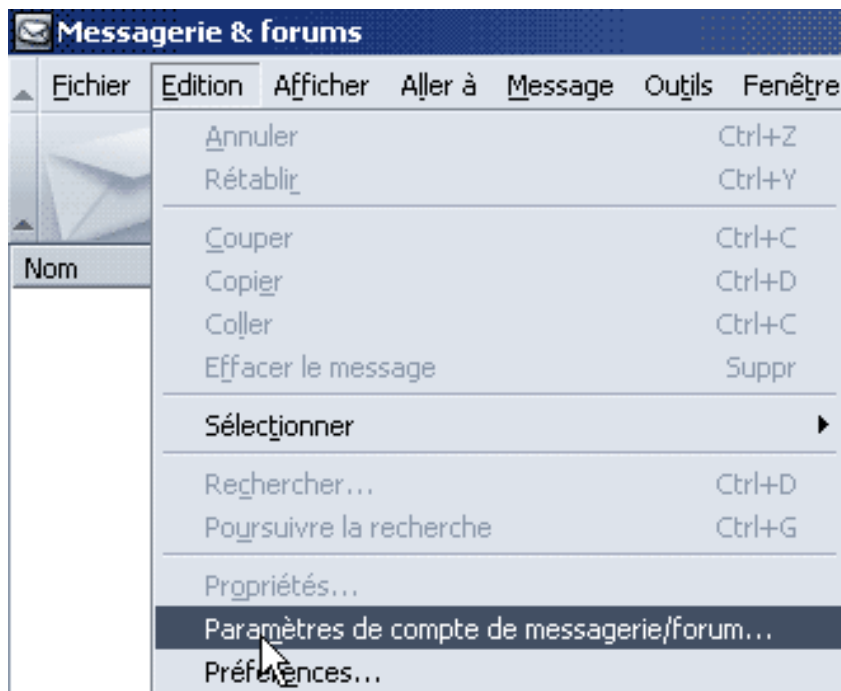 Messagerie & forums
Fichier Edition Afficher Aller à Message Outils Fenêtre
Annuler Ctrl+Z
Rétablir Ctrl+Y
Couper Ctrl+C
Nom
Copier Ctrl+D
Coller Ctrl+C
Effacer le message Suppr
Sélectionner
Rechercher... Ctrl+D
Poursuivre la recherche Ctrl+G
Propriétés...
Paramètres de compte de messagerie/forum...
Préférences...